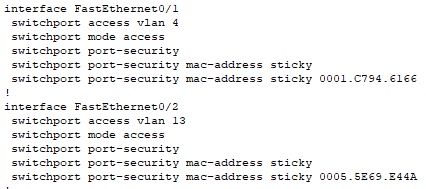 interface FastEthernet0/1
 switchport access vlan 4
 switchport mode access
 switchport port-security
 switchport port-security mac-address sticky
 switchport port-security mac-address sticky 0001.C794.6166
!
interface FastEthernet0/2
 switchport access vlan 13
 switchport mode access
 switchport port-security
 switchport port-security mac-address sticky
 switchport port-security mac-address sticky 0005.5E69.E44A